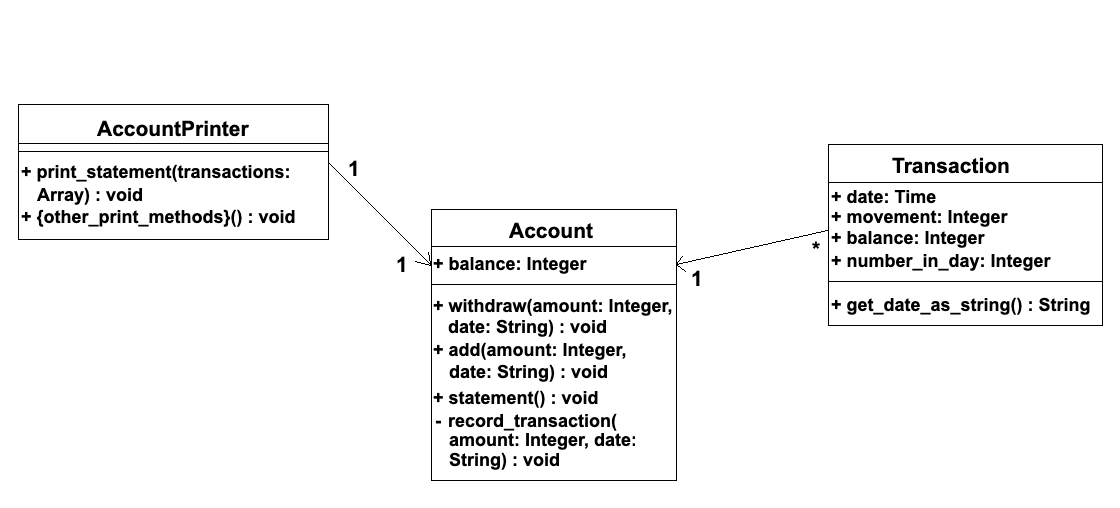 AccountPrinter
+ print_statement(transactions:
Array) : void
+ {other_print_methods}() : void
1
1
Account
+ balance: Integer
+ withdraw(amount: Integer,
date: String) : void
+ add(amount: Integer,
date: String) : void
+ statement() : void
- record_transaction(
amount: Integer, date:
String) : void
1
*
Transaction
+ date: Time
+ movement: Integer
+ balance: Integer
+ number_in_day: Integer
+ get_date_as_string() : String